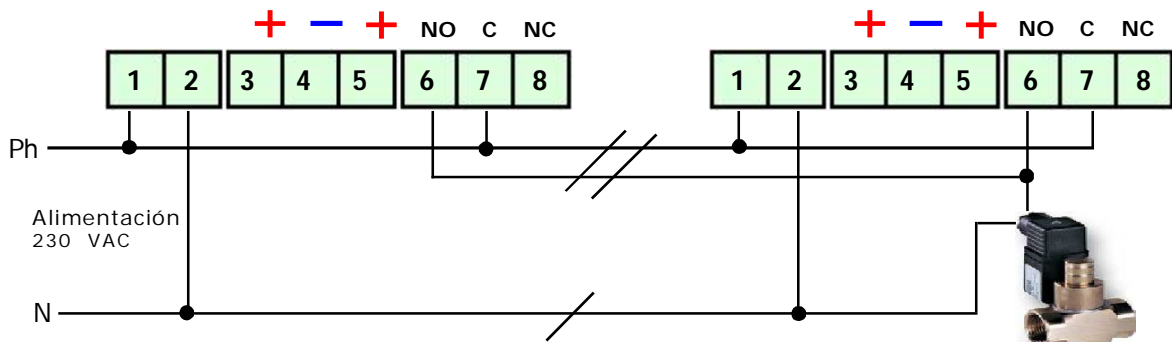 + − + NO C NC + − + NO C NC
1 2 3 4 5 6 7 8 1 2 3 4 5 6 7 8
Ph
Alimentación
230 VAC
N